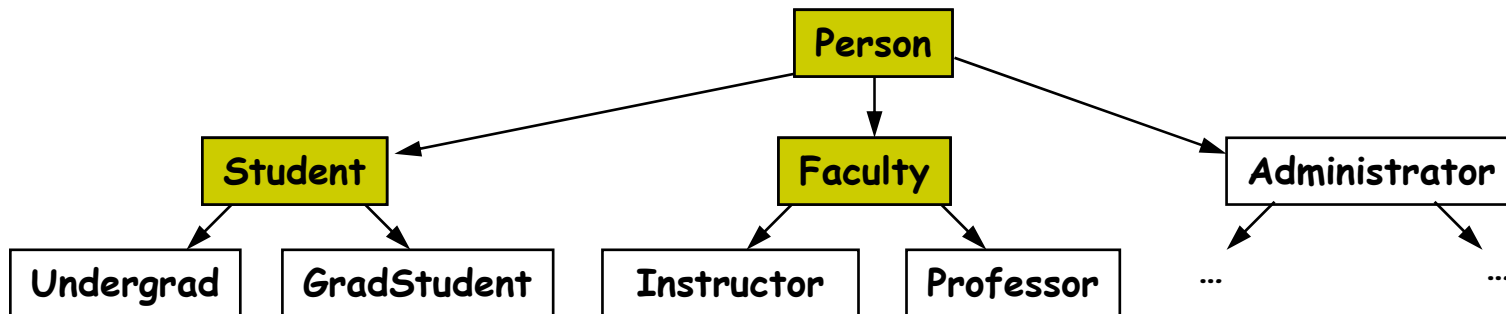 Person
Student Faculty Administrator
Undergrad GradStudent Instructor Professor ... ...